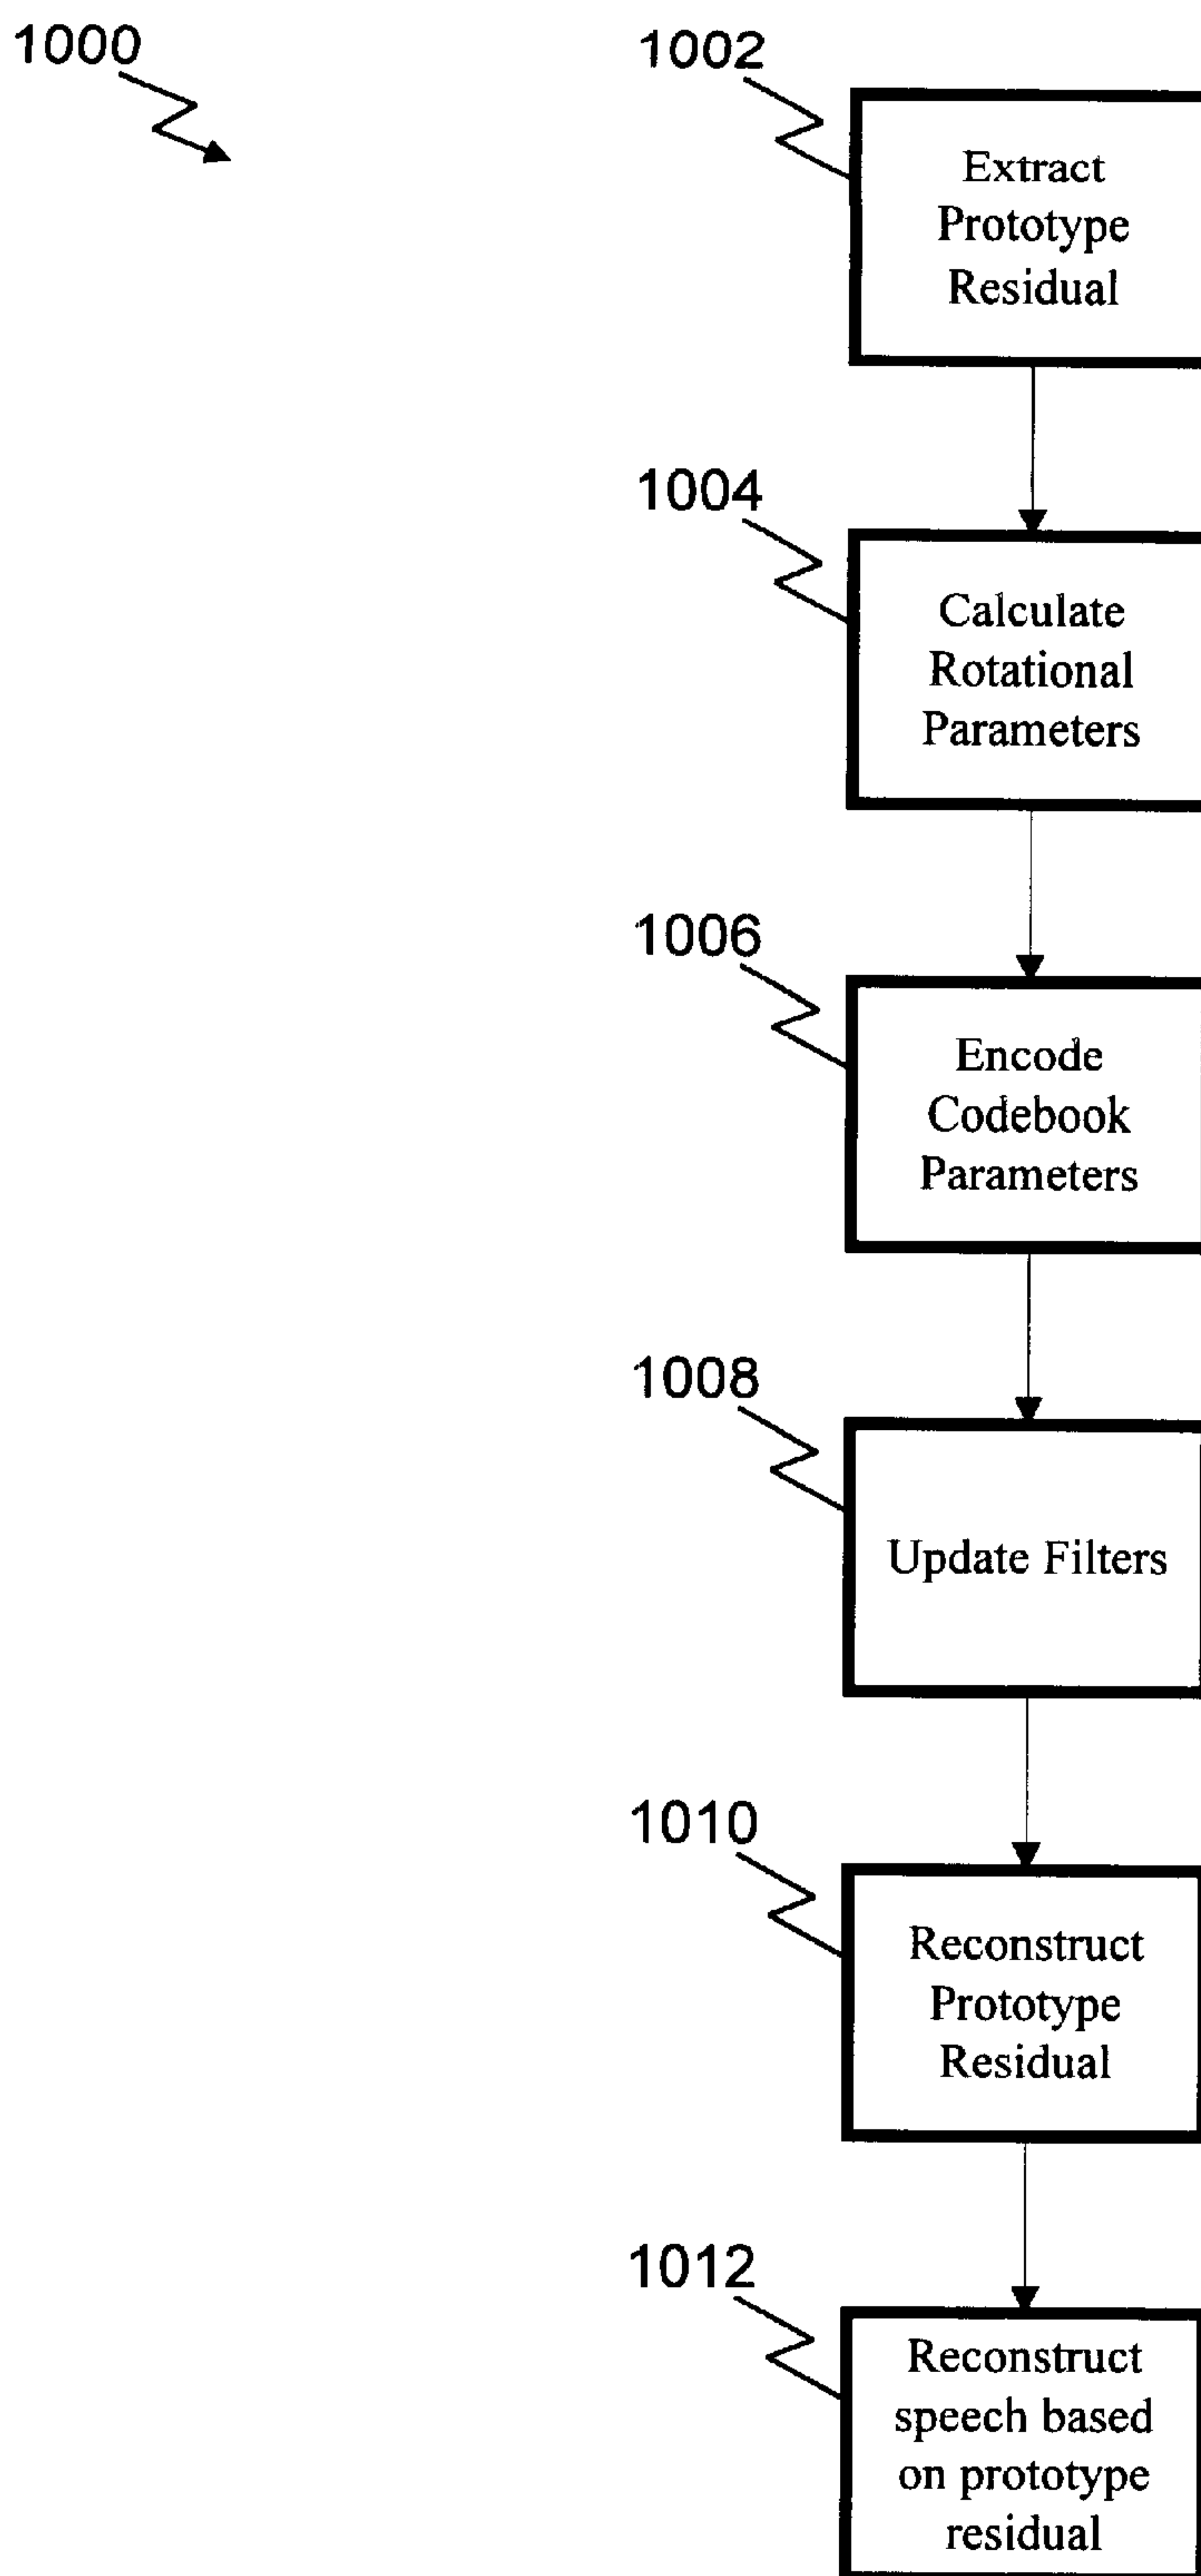 1000
1002
Extract
Prototype
Residual
1004
Calculate
Rotational
Parameters
1006
Encode
Codebook
Parameters
1008
Update Filters
1010
Reconstruct
Prototype
Residual
1012
Reconstruct
speech based
on prototype
residual